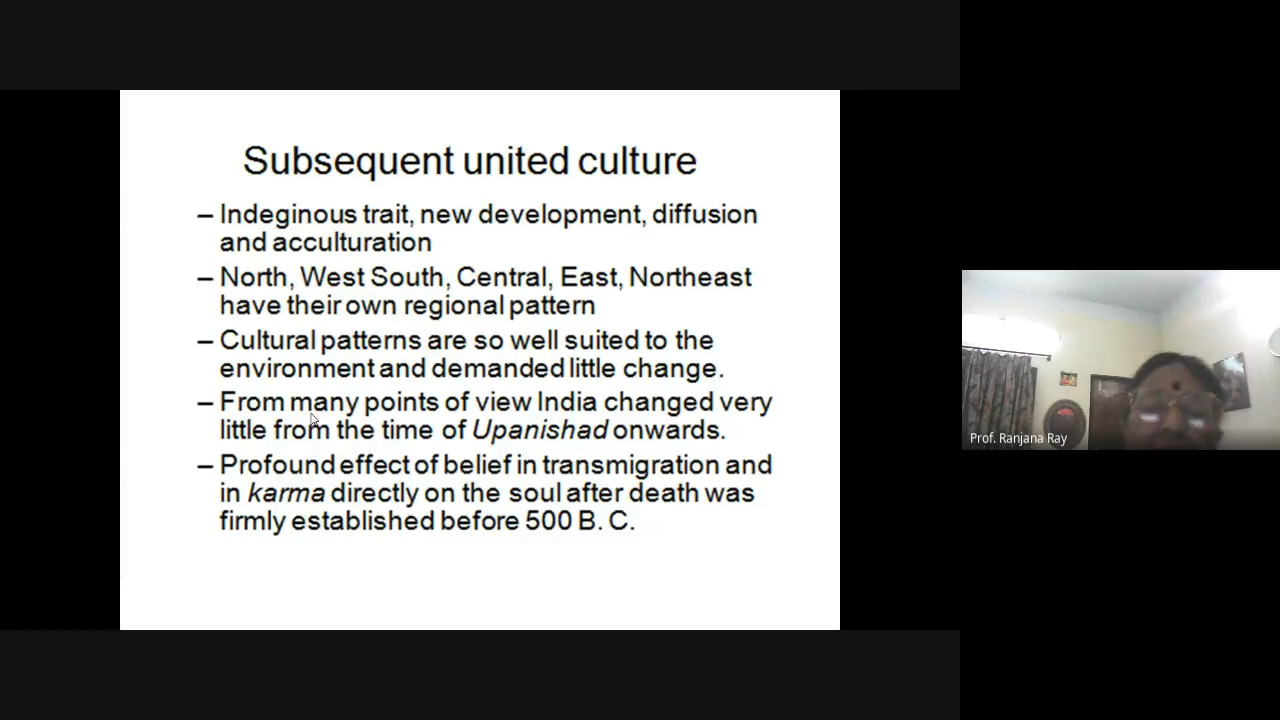 Subsequent united culture
– Indeginous trait, new development, diffusion
and acculturation
– North, West South, Central, East, Northeast
have their own regional pattern
– Cultural patterns are so well suited to the
environment and demanded little change.
– From many points of view India changed very
little from the time of Upanishad onwards.
– Profound effect of belief in transmigration and
in karma directly on the soul after death was
firmly established before 500 B. C.
Prof. Ranjana Ray